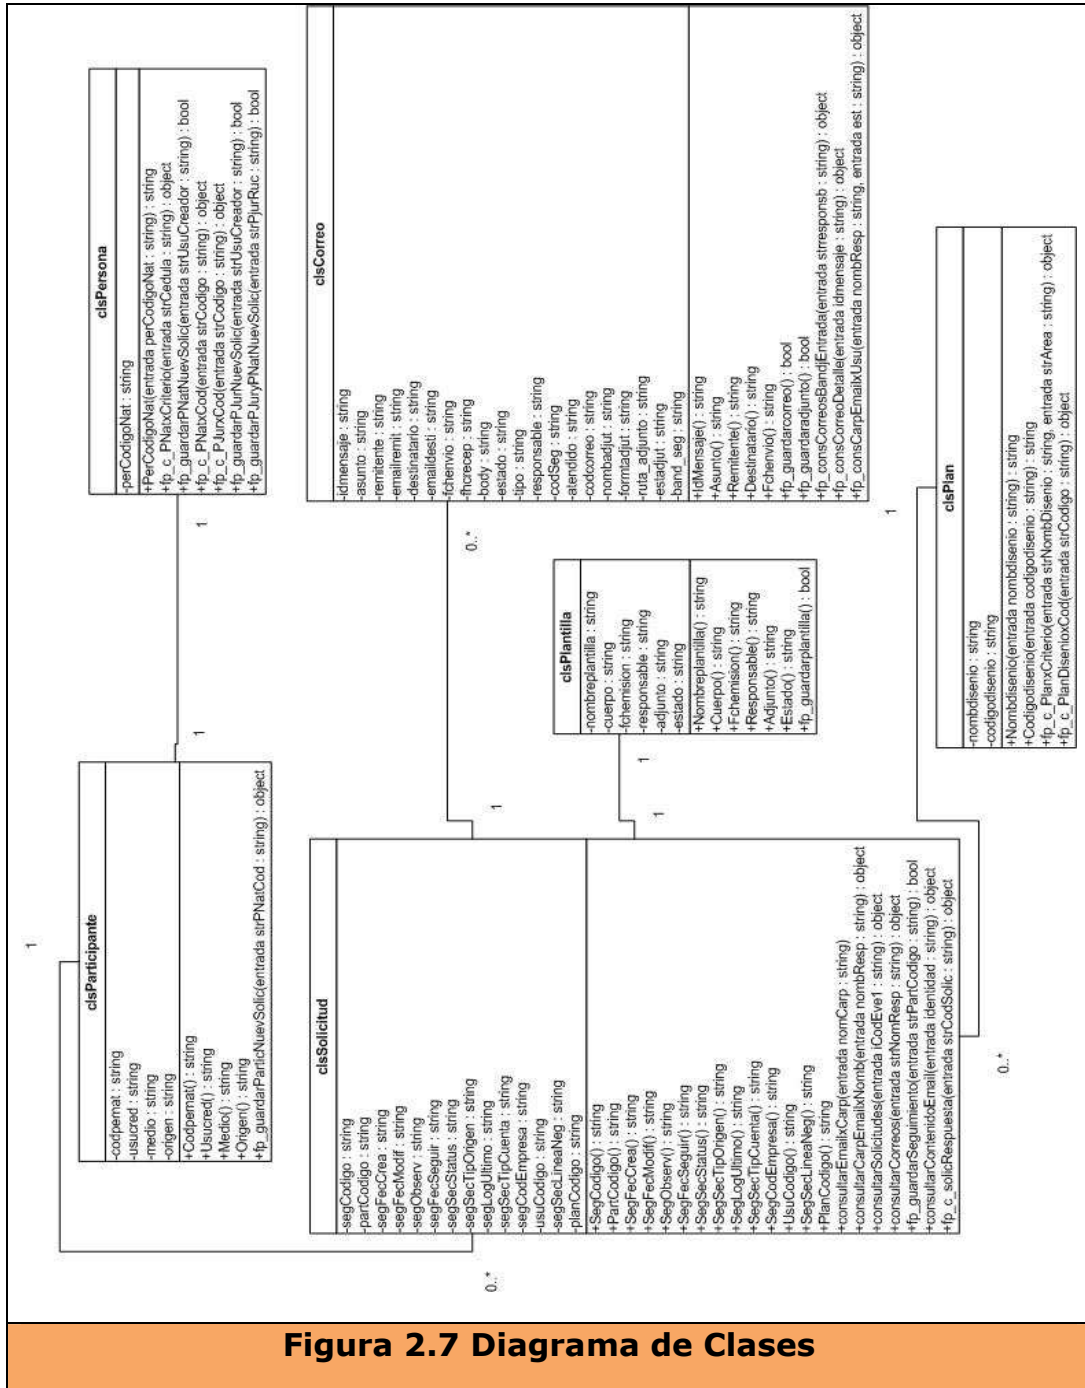 clsParticipante
-codpemat : string
-usucred : string
-medio : string
-origen : string
+Codpemat() : string
+Usucred() : string
+Medio() : string
+Origen() : string
+fp_guardarParticNuevSolic(entrada strPNatCod : string) : object
1
1
clsPersona
-perCodigoNat : string
+PerCodigoNat(entrada perCodigoNat : string) : string
+fp_c_PNatxCriterio(entrada strCedula : string) : object
+fp_guardarPNatNuevSolic(entrada strUsuCreador : string) : bool
+fp_c_PNatxCod(entrada strCodigo : string) : object
+fp_c_PJurxCod(entrada strCodigo : string) : object
+fp_guardarPJurNuevSolic(entrada strUsuCreador : string) : bool
+fp_guardarPJuryPNatNuevSolic(entrada strPjurRuc : string) : bool
1
0..*
clsSolicitud
-segCodigo : string
-partCodigo : string
-segFecCrea : string
-segFecModif : string
-segObserv : string
-segFecSeguir : string
-segSecStatus : string
-segSecTipOrigen : string
-segLogUltimo : string
-segSecTipCuenta : string
-segCodEmpresa : string
-usuCodigo : string
-segSecLineaNeg : string
-planCodigo : string
+SegCodigo() : string
+PartCodigo() : string
+SegFecCrea() : string
+SegFecModif() : string
+SegObserv() : string
+SegFecSeguir() : string
+SegSecStatus() : string
+SegSecTipOrigen() : string
+SegLogUltimo() : string
+SegSecTipCuenta() : string
+SegCodEmpresa() : string
+UsuCodigo() : string
+SegSecLineaNeg() : string
+PlanCodigo() : string
+consultarEmailxCarp(entrada nomCarp : string)
+consultarCarpEmailxNomb(entrada nombResp : string) : object
+consultarSolicitudes(entrada iCodEve1 : string) : object
+consultarCorreos(entrada strNomResp : string) : object
+fp_guardarSeguimiento(entrada strPartCodigo : string) : bool
+consultarContenidoEmail(entrada identidad : string) : object
+fp_c_solicRespuesta(entrada strCodSolic : string) : object
1
0..*
clsCorreo
-idmensaje : string
-asunto : string
-remitente : string
-emailremit : string
-destinatario : string
-emaildesti : string
-fchenvio : string
-fhcrecep : string
-body : string
-estado : string
-tipo : string
-responsable : string
-codSeg : string
-atendido : string
-codcorreo : string
-nombadjut : string
-formtadjut : string
-ruta_adjunto : string
-estadjut : string
-band_seg : string
+IdMensaje() : string
+Asunto() : string
+Remitente() : string
+Destinatario() : string
+Fchenvio() : string
+fp_guardarcorreo() : bool
+fp_guardaradjunto() : bool
+fp_consCorreosBandjEntrada(entrada strresponsb : string) : object
+fp_consCorreoDetalle(entrada idmensaje : string) : object
+fp_consCarpEmailxUsu(entrada nombResp : string, entrada est : string) : object
1
1
clsPlantilla
-nombreplantilla : string
-cuerpo : string
-fchemision : string
-responsable : string
-adjunto : string
-estado : string
+Nombreplantilla() : string
+Cuerpo() : string
+Fchemision() : string
+Responsable() : string
+Adjunto() : string
+Estado() : string
+fp_guardarplantilla() : bool
0..*
1
clsPlan
-nombdisenio : string
-codigodisenio : string
+Nombdisenio(entrada nombdisenio : string) : string
+Codigodisenio(entrada codigodisenio : string) : string
+fp_c_PlanxCriterio(entrada strNombDisenio : string, entrada strArea : string) : object
+fp_c_PlanDisenioxCod(entrada strCodigo : string) : object
Figura 2.7 Diagrama de Clases